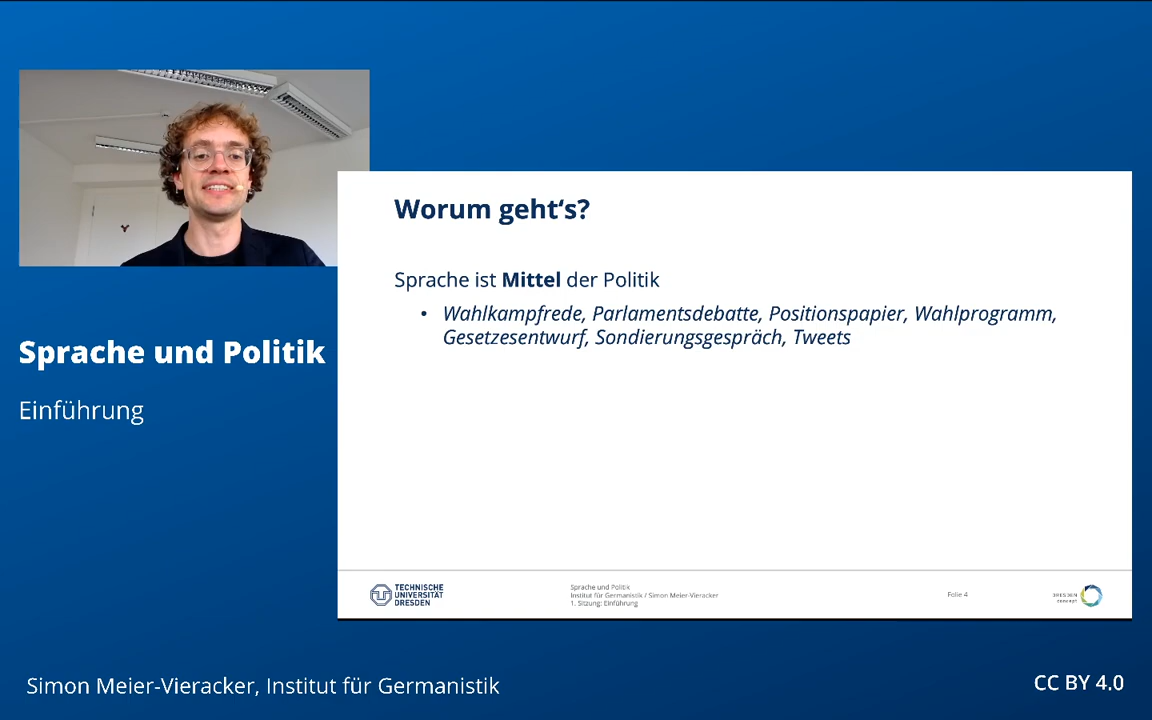 Worum geht's?
Sprache ist Mittel der Politik
• Wahlkampfrede, Parlamentsdebatte, Positionspapier, Wahlprogramm,
Gesetzesentwurf, Sondierungsgespräch, Tweets
Sprache und Politik
Einführung
TECHNISCHE
UNIVERSITÄT
DRESDEN
Sprache und Politik
Institut für Germanistik / Simon Meier-Vieracker
1. Sitzung: Einführung
Folie 4
DRESDEN
concept
Simon Meier-Vieracker, Institut für Germanistik
CC BY 4.0